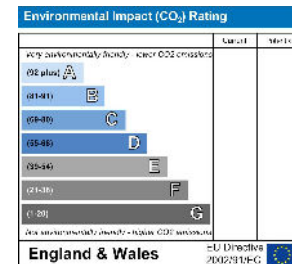 Environmental Impact (CO₂) Rating
Current
Very environmentally friendly - lower CO2 emissions
(92 plus) A
(81-91) B
(69-80) C
(55-68) D
(39-54) E
(21-38) F
(1-20) G
Not environmentally friendly - higher CO2 emissions
England & Wales
EU Directive
2002/91/EC